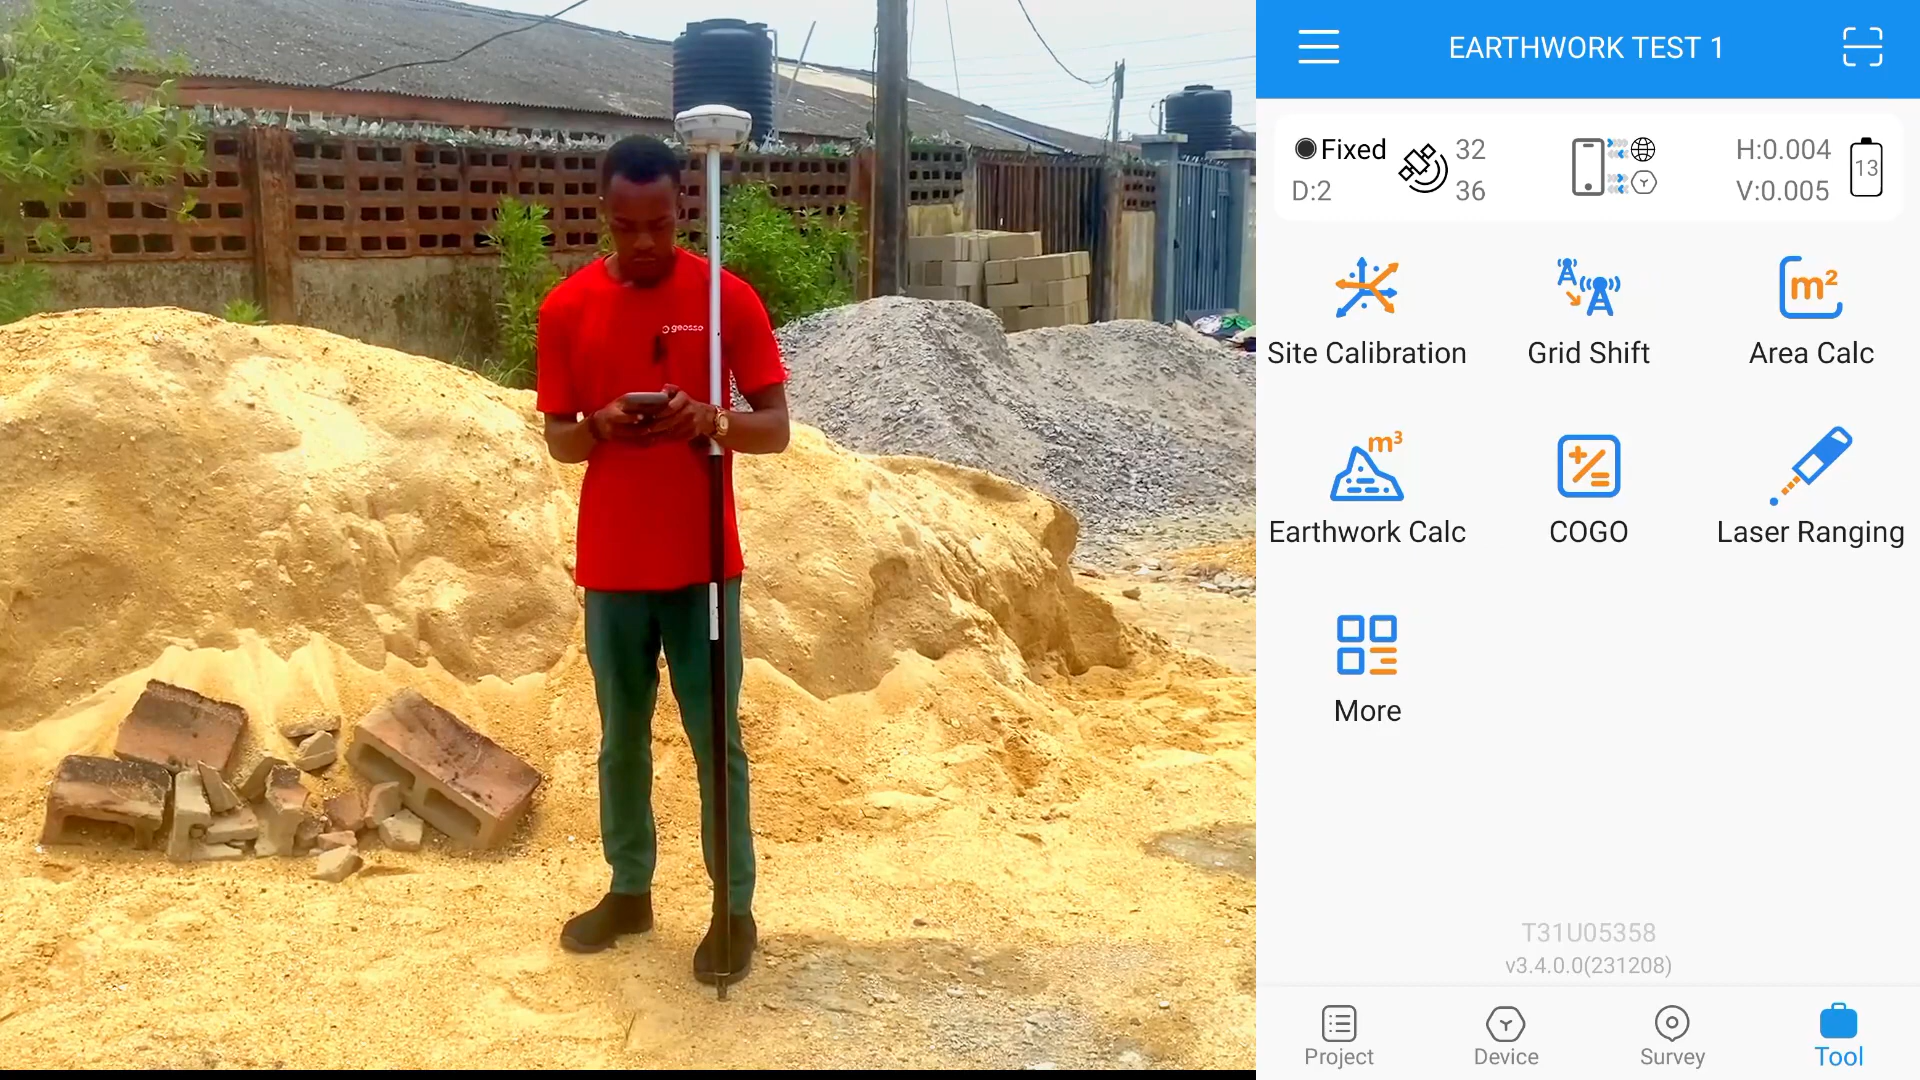 geosso
EARTHWORK TEST 1
Fixed
D:2
32
36
H:0.004
V:0.005
13
Site Calibration
Grid Shift
m²
Area Calc
m³
Earthwork Calc
COGO
Laser Ranging
More
T31U05358
v3.4.0.0(231208)
Project
Device
Survey
Tool